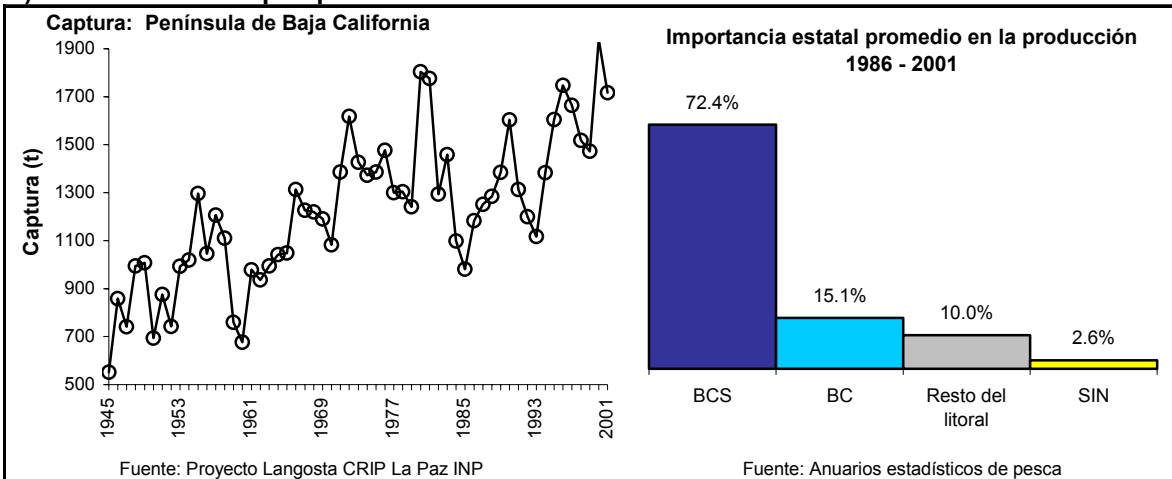 Captura: Península de Baja California
Captura (t)
1900
1700
1500
1300
1100
900
700
500
1945
1953
1961
1969
1977
1985
1993
2001
Fuente: Proyecto Langosta CRIP La Paz INP
Importancia estatal promedio en la producción
1986 - 2001
72.4%
15.1%
10.0%
2.6%
BCS
BC
Resto del
litoral
SIN
Fuente: Anuarios estadísticos de pesca